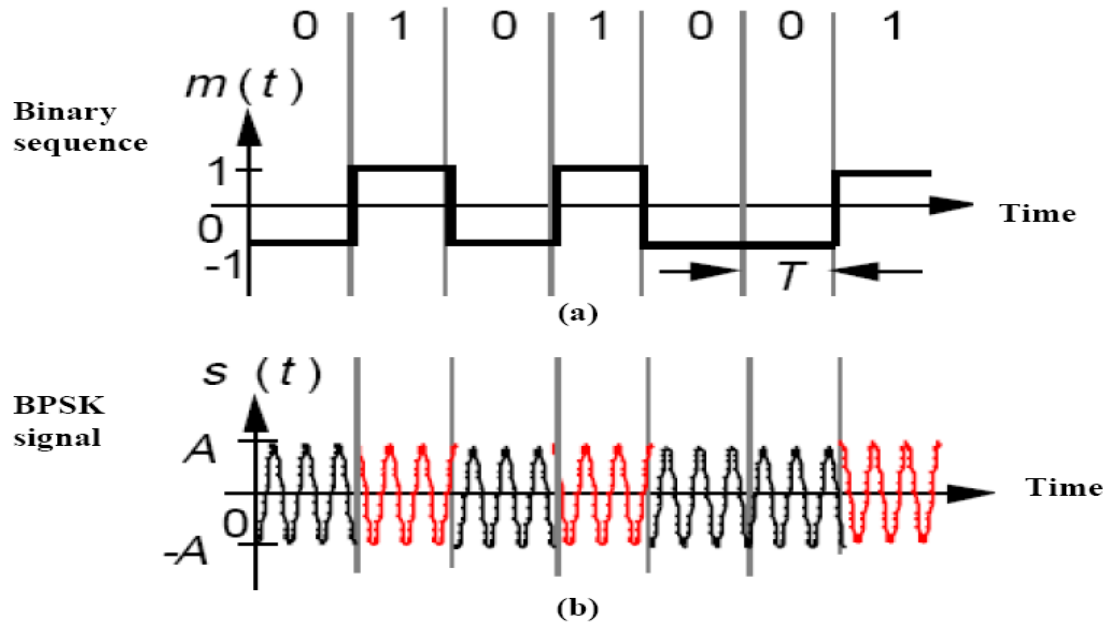 0 1 0 1 0 0 1
m(t)
Binary
sequence
1
0
-1
Time
T
(a)
s (t)
BPSK
signal
A
0
-A
Time
(b)